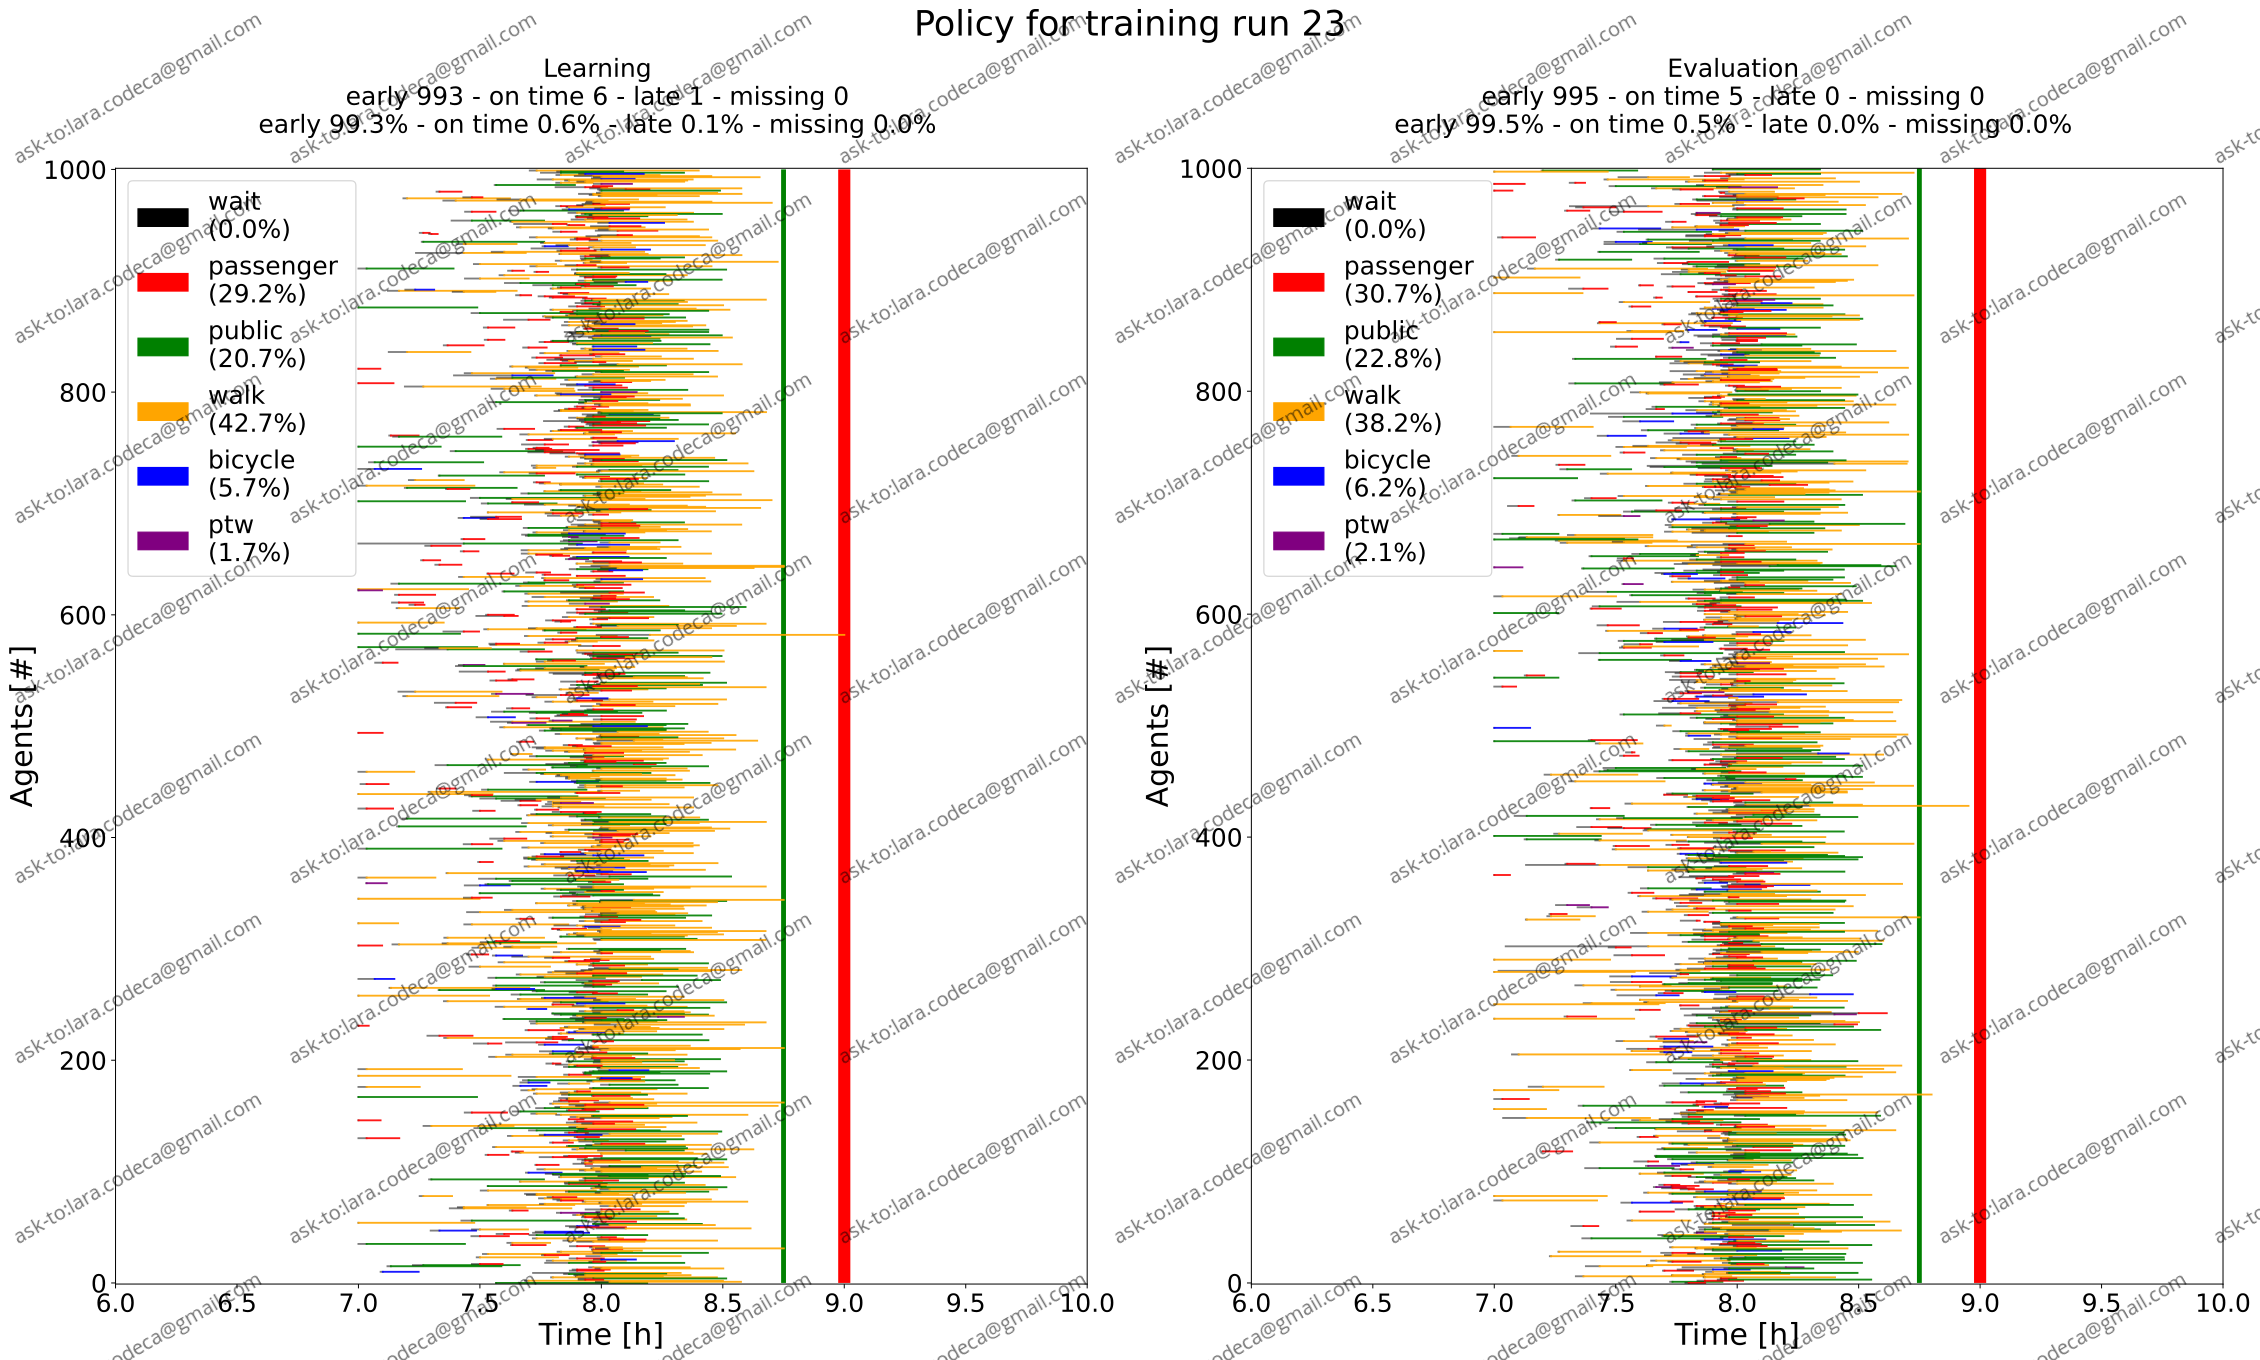 Policy for training run 23
Learning
early 993 - on time 6 - late 1 - missing 0
early 99.3% - on time 0.6% - late 0.1% - missing 0.0%
Agents [#]
1000
800
600
400
200
0
wait
(0.0%)
passenger
(29.2%)
public
(20.7%)
walk
(42.7%)
bicycle
(5.7%)
ptw
(1.7%)
6.0 6.5 7.0 7.5 8.0 8.5 9.0 9.5 10.0
Time [h]
Evaluation
early 995 - on time 5 - late 0 - missing 0
early 99.5% - on time 0.5% - late 0.0% - missing 0.0%
Agents [#]
1000
800
600
400
200
0
wait
(0.0%)
passenger
(30.7%)
public
(22.8%)
walk
(38.2%)
bicycle
(6.2%)
ptw
(2.1%)
6.0 6.5 7.0 7.5 8.0 8.5 9.0 9.5 10.0
Time [h]
ask-to:lara.codeca@gmail.com